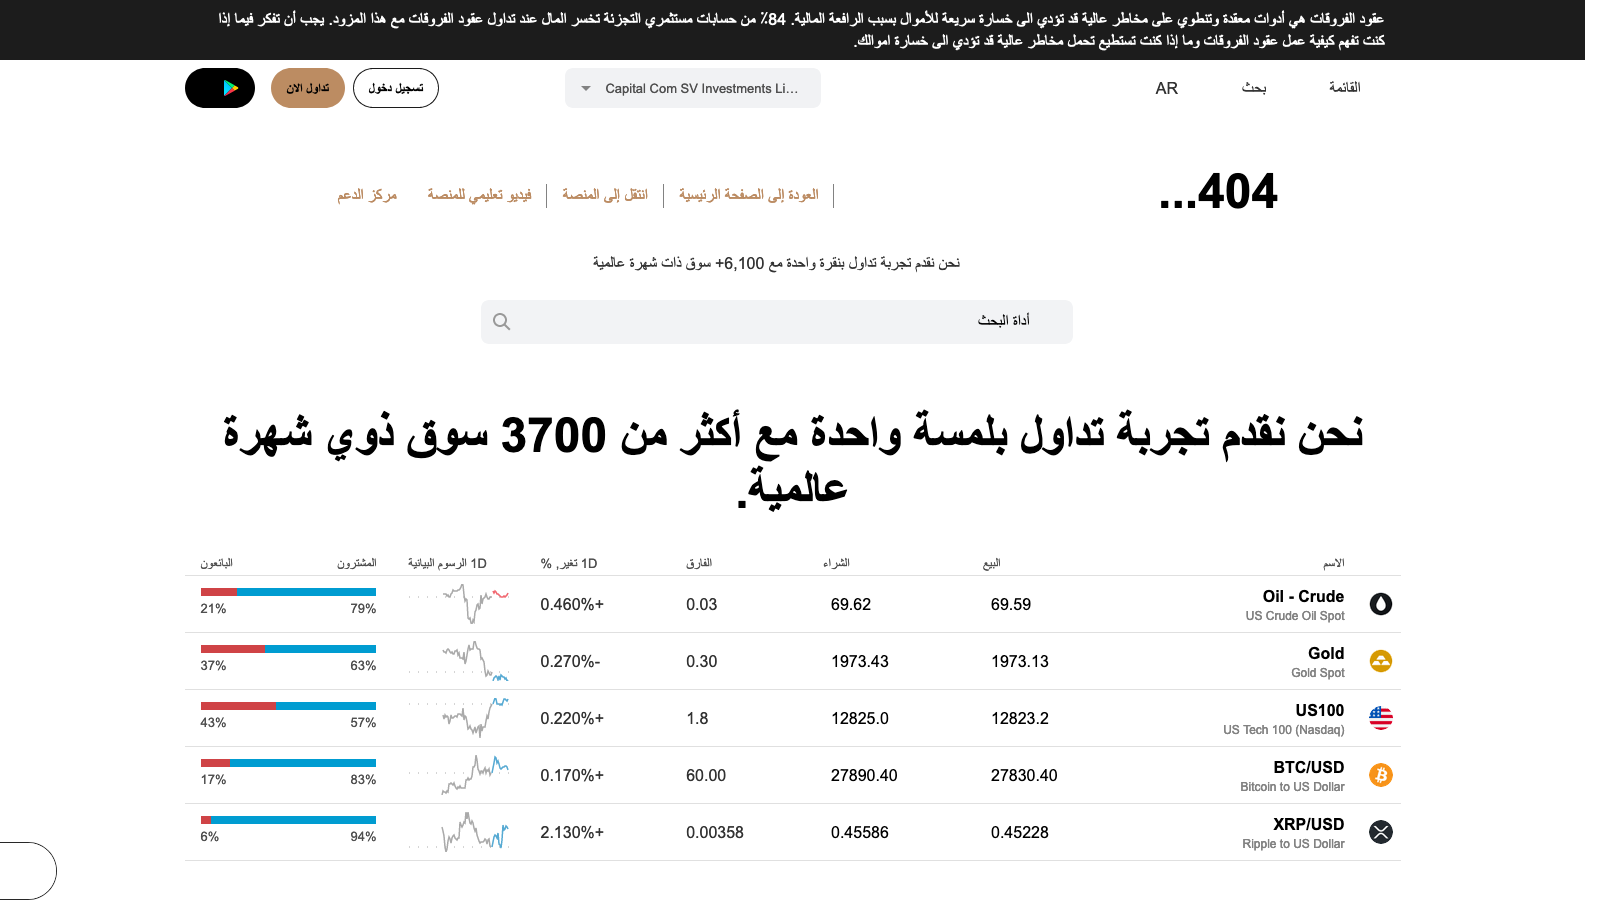 عقود الفروقات هي أدوات معقدة وتنطوي على مخاطر عالية قد تؤدي الى خسارة سريعة للأموال بسبب الرافعة المالية. 84٪ من حسابات مستثمري التجزئة تخسر المال عند تداول عقود الفروقات مع هذا المزود. يجب أن تفكر فيما إذا
كنت تفهم كيفية عمل عقود الفروقات وما إذا كنت تستطيع تحمل مخاطر عالية قد تؤدي الى خسارة اموالك.
القائمة بحث AR Capital Com SV Investments Li... تسجيل دخول تداول الان
404...
العودة إلى الصفحة الرئيسية انتقل إلى المنصة فيديو تعليمي للمنصة مركز الدعم
نحن نقدم تجربة تداول بنقرة واحدة مع 6,100+ سوق ذات شهرة عالمية
أداة البحث
نحن نقدم تجربة تداول بلمسة واحدة مع أكثر من 3700 سوق ذوي شهرة
عالمية.
الاسم البيع الشراء الفارق 1D تغير, % 1D الرسوم البيانية المشترون البائعون
Oil - Crude 69.59 69.62 0.03 0.460%+ 79% 21%
US Crude Oil Spot
Gold 1973.13 1973.43 0.30 0.270%- 63% 37%
Gold Spot
US100 12823.2 12825.0 1.8 0.220%+ 57% 43%
US Tech 100 (Nasdaq)
BTC/USD 27830.40 27890.40 60.00 0.170%+ 83% 17%
Bitcoin to US Dollar
XRP/USD 0.45228 0.45586 0.00358 2.130%+ 94% 6%
Ripple to US Dollar